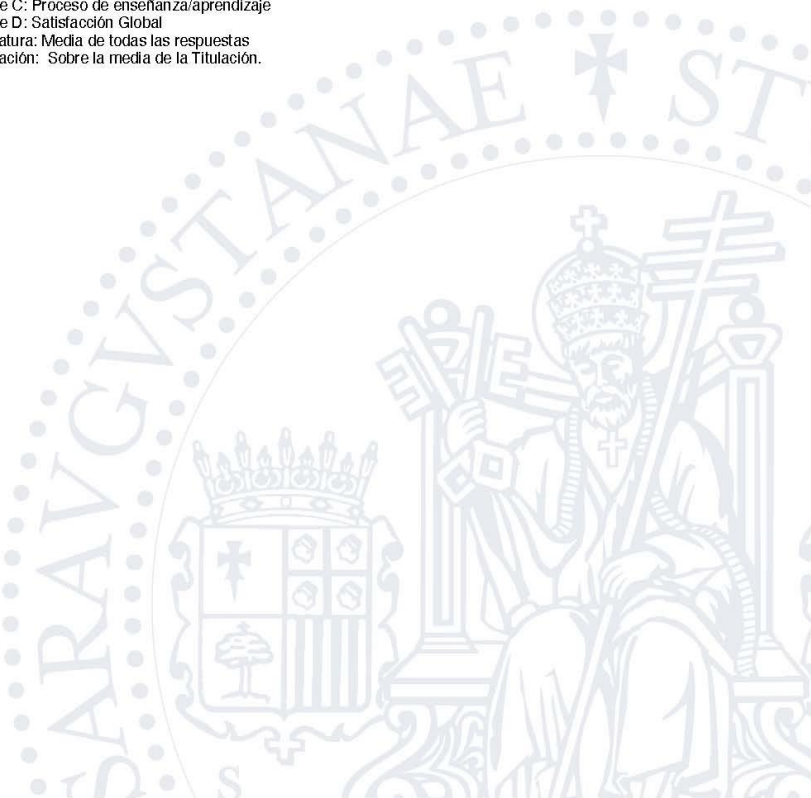 e C: Proceso de enseñanza/aprendizaje
e D: Satisfacción Global
atura: Media de todas las respuestas
ación: Sobre la media de la Titulación.
SARAVGVSTANAE ST
S